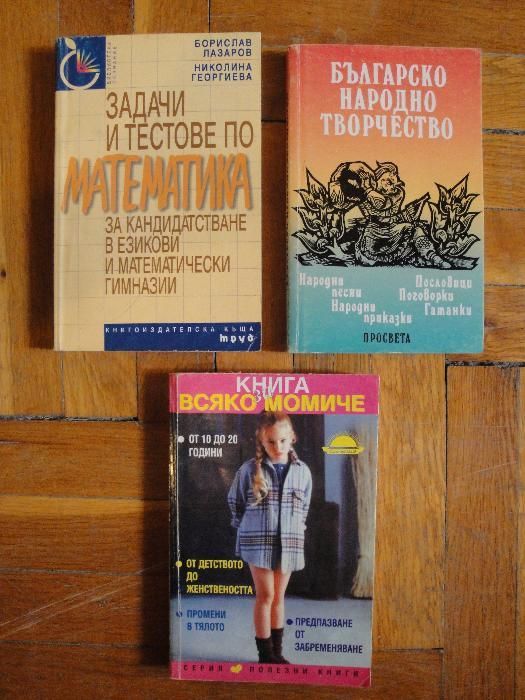 БИБЛИОТЕКА
ПОЗНАНИЕ
БОРИСЛАВ
ЛАЗАРОВ
НИКОЛИНА
ГЕОРГИЕВА
ЗАДАЧИ
И ТЕСТОВЕ ПО
МАТЕМАТИКА
ЗА КАНДИДАТСТВАНЕ
В ЕЗИКОВИ
И МАТЕМАТИЧЕСКИ
ГИМНАЗИИ
КНИГОИЗДАТЕЛСКА КЪЩА
труд
БЪЛГАРСКО
НАРОДНО
ТВОРЧЕСТВО
Народни
песни
Народни
приказки
Пословици
Поговорки
Гатанки
ПРОСВЕТА
КНИГА
за
ВСЯКО МОМИЧЕ
• ОТ 10 ДО 20
ГОДИНИ
• ОТ ДЕТСТВОТО
ДО
ЖЕНСТВЕНОСТТА
• ПРОМЕНИ
В ТЯЛОТО
• ПРЕДПАЗВАНЕ
ОТ
ЗАБРЕМЕНЯВАНЕ
СЕРИЯ ПОЛЕЗНИ КНИГИ